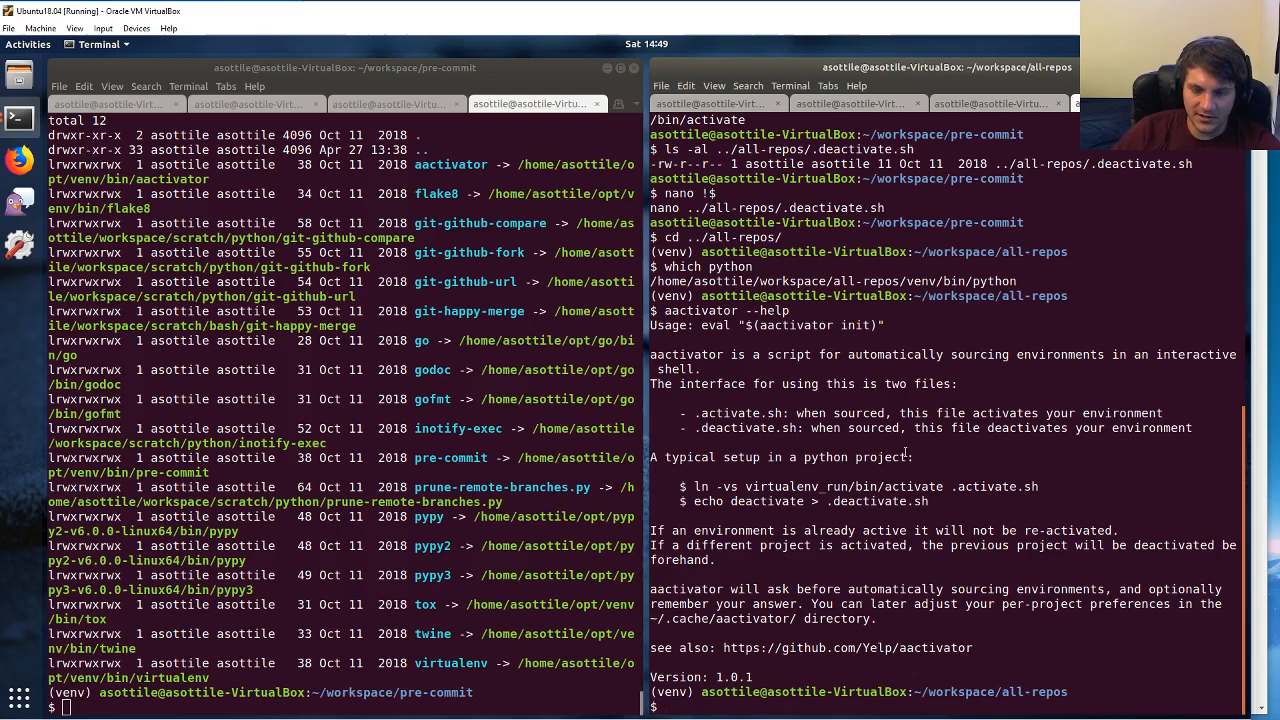 Ubuntu18.04 [Running] - Oracle VM VirtualBox
File Machine View Input Devices Help
Activities Terminal Sat 14:49
asottile@asottile-VirtualBox: ~/workspace/pre-commit
File Edit View Search Terminal Tabs Help
asottile@asottile-Virt... × asottile@asottile-Virt... × asottile@asottile-Virt... × asottile@asottile-Virtu... ×
total 12
drwxr-xr-x 2 asottile asottile 4096 Oct 11 2018 .
drwxr-xr-x 33 asottile asottile 4096 Apr 27 13:38 ..
lrwxrwxrwx 1 asottile asottile 38 Oct 11 2018 aactivator -> /home/asottile/o
pt/venv/bin/aactivator
lrwxrwxrwx 1 asottile asottile 34 Oct 11 2018 flake8 -> /home/asottile/opt/v
env/bin/flake8
lrwxrwxrwx 1 asottile asottile 58 Oct 11 2018 git-github-compare -> /home/as
ottile/workspace/scratch/python/git-github-compare
lrwxrwxrwx 1 asottile asottile 55 Oct 11 2018 git-github-fork -> /home/asott
ile/workspace/scratch/python/git-github-fork
lrwxrwxrwx 1 asottile asottile 54 Oct 11 2018 git-github-url -> /home/asotti
le/workspace/scratch/python/git-github-url
lrwxrwxrwx 1 asottile asottile 55 Oct 11 2018 git-happy-merge -> /home/asott
ile/workspace/scratch/bash/git-happy-merge
lrwxrwxrwx 1 asottile asottile 28 Oct 11 2018 go -> /home/asottile/opt/go/bi
n/go
lrwxrwxrwx 1 asottile asottile 31 Oct 11 2018 godoc -> /home/asottile/opt/go
/bin/godoc
lrwxrwxrwx 1 asottile asottile 31 Oct 11 2018 gofmt -> /home/asottile/opt/go
/bin/gofmt
lrwxrwxrwx 1 asottile asottile 52 Oct 11 2018 inotify-exec -> /home/asottile
/workspace/scratch/python/inotify-exec
lrwxrwxrwx 1 asottile asottile 38 Oct 11 2018 pre-commit -> /home/asottile/o
pt/venv/bin/pre-commit
lrwxrwxrwx 1 asottile asottile 64 Oct 11 2018 prune-remote-branches.py -> /h
ome/asottile/workspace/scratch/python/prune-remote-branches.py
lrwxrwxrwx 1 asottile asottile 48 Oct 11 2018 pypy -> /home/asottile/opt/pyp
y2-v6.0.0-linux64/bin/pypy
lrwxrwxrwx 1 asottile asottile 48 Oct 11 2018 pypy2 -> /home/asottile/opt/py
py2-v6.0.0-linux64/bin/pypy
lrwxrwxrwx 1 asottile asottile 49 Oct 11 2018 pypy3 -> /home/asottile/opt/py
py3-v6.0.0-linux64/bin/pypy3
lrwxrwxrwx 1 asottile asottile 31 Oct 11 2018 tox -> /home/asottile/opt/venv
/bin/tox
lrwxrwxrwx 1 asottile asottile 33 Oct 11 2018 twine -> /home/asottile/opt/ve
nv/bin/twine
lrwxrwxrwx 1 asottile asottile 38 Oct 11 2018 virtualenv -> /home/asottile/o
pt/venv/bin/virtualenv
(venv) asottile@asottile-VirtualBox:~/workspace/pre-commit
$
asottile@asottile-VirtualBox: ~/workspace/all-repos
File Edit View Search Terminal Tabs Help
asottile@asottile-Virt... × asottile@asottile-Virt... × asottile@asottile-Virt... ×
/bin/activate
asottile@asottile-VirtualBox:~/workspace/pre-commit
$ ls -al ../all-repos/.deactivate.sh
-rw-r--r-- 1 asottile asottile 11 Oct 11 2018 ../all-repos/.deactivate.sh
asottile@asottile-VirtualBox:~/workspace/pre-commit
$ nano !$
nano ../all-repos/.deactivate.sh
asottile@asottile-VirtualBox:~/workspace/pre-commit
$ cd ../all-repos/
(venv) asottile@asottile-VirtualBox:~/workspace/all-repos
$ which python
/home/asottile/workspace/all-repos/venv/bin/python
(venv) asottile@asottile-VirtualBox:~/workspace/all-repos
$ aactivator --help
Usage: eval "$(aactivator init)"
aactivator is a script for automatically sourcing environments in an interactive
shell.
The interface for using this is two files:
- .activate.sh: when sourced, this file activates your environment
- .deactivate.sh: when sourced, this file deactivates your environment
A typical setup in a python project:
$ ln -vs virtualenv_run/bin/activate .activate.sh
$ echo deactivate > .deactivate.sh
If an environment is already active it will not be re-activated.
If a different project is activated, the previous project will be deactivated be
forehand.
aactivator will ask before automatically sourcing environments, and optionally
remember your answer. You can later adjust your per-project preferences in the
~/.cache/aactivator/ directory.
see also: https://github.com/Yelp/aactivator
Version: 1.0.1
(venv) asottile@asottile-VirtualBox:~/workspace/all-repos
$